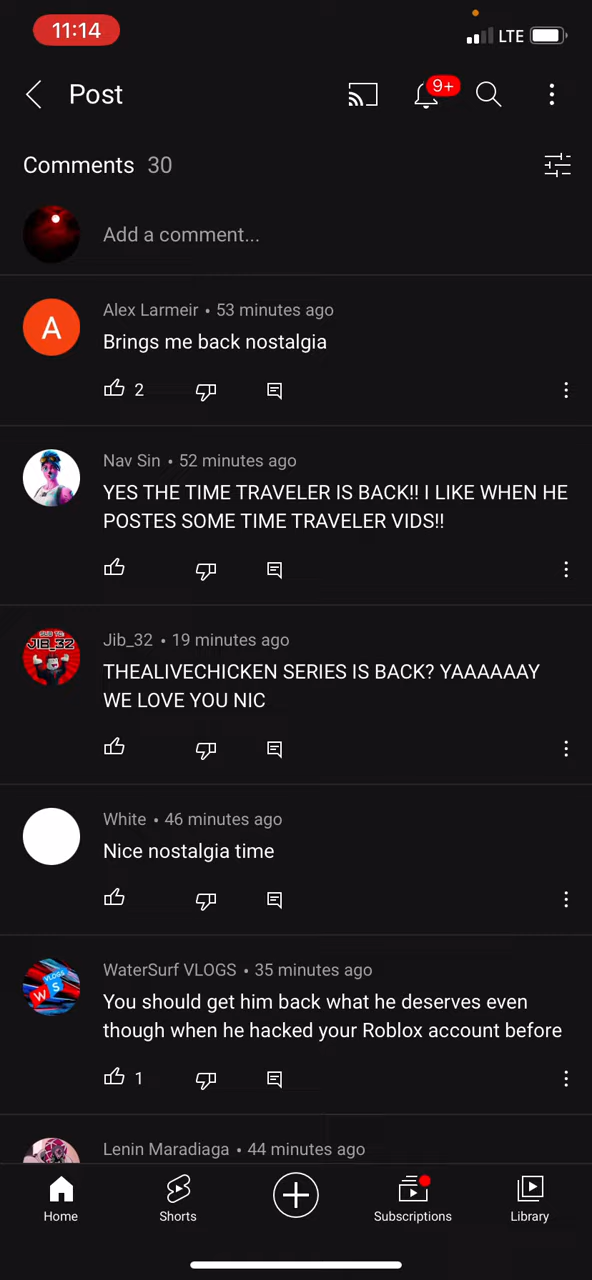 11:14
LTE
Post
9+
Comments 30
Add a comment...
A
Alex Larmeir • 53 minutes ago
Brings me back nostalgia
2
Nav Sin • 52 minutes ago
YES THE TIME TRAVELER IS BACK!! I LIKE WHEN HE
POSTES SOME TIME TRAVELER VIDS!!
SUB TO:
JIB_32
Jib_32 • 19 minutes ago
THEALIVECHICKEN SERIES IS BACK? YAAAAAAY
WE LOVE YOU NIC
White • 46 minutes ago
Nice nostalgia time
VLOGS
W S
WaterSurf VLOGS • 35 minutes ago
You should get him back what he deserves even
though when he hacked your Roblox account before
1
Lenin Maradiaga • 44 minutes ago
Home
Shorts
Subscriptions
Library